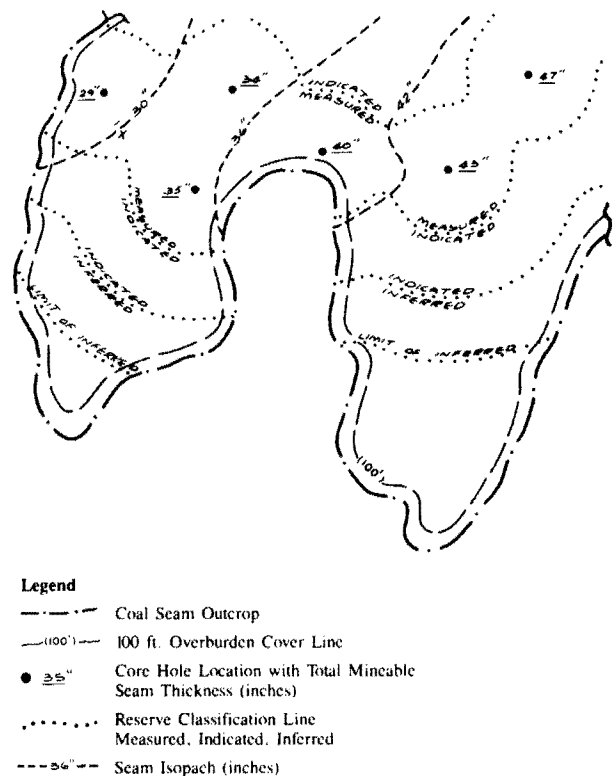 29"
30"
34"
36"
INDICATED
MEASURED
42"
47"
40"
35"
43"
MEASURED
INDICATED
MEASURED
INDICATED
INDICATED
INFERRED
INDICATED
INFERRED
LIMIT OF INFERRED
LIMIT OF INFERRED
(100')
Legend
Coal Seam Outcrop
(100') 100 ft. Overburden Cover Line
35" Core Hole Location with Total Mineable
Seam Thickness (inches)
Reserve Classification Line
Measured, Indicated, Inferred
36" Seam Isopach (inches)